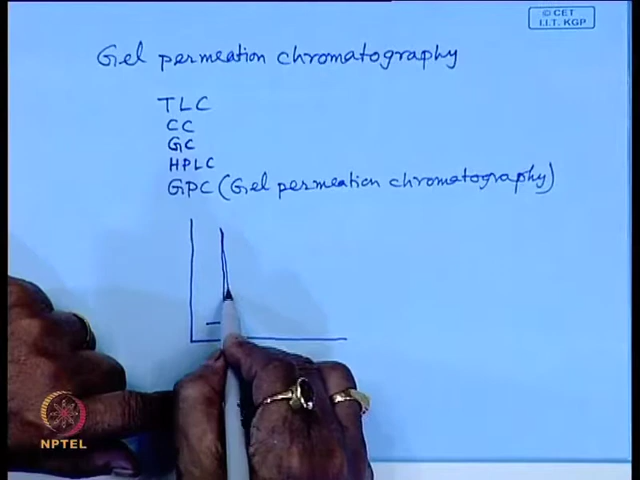 © CET
I.I.T. KGP
Gel permeation chromatography
TLC
CC
GC
HPLC
GPC (Gel permeation chromatography)
NPTEL